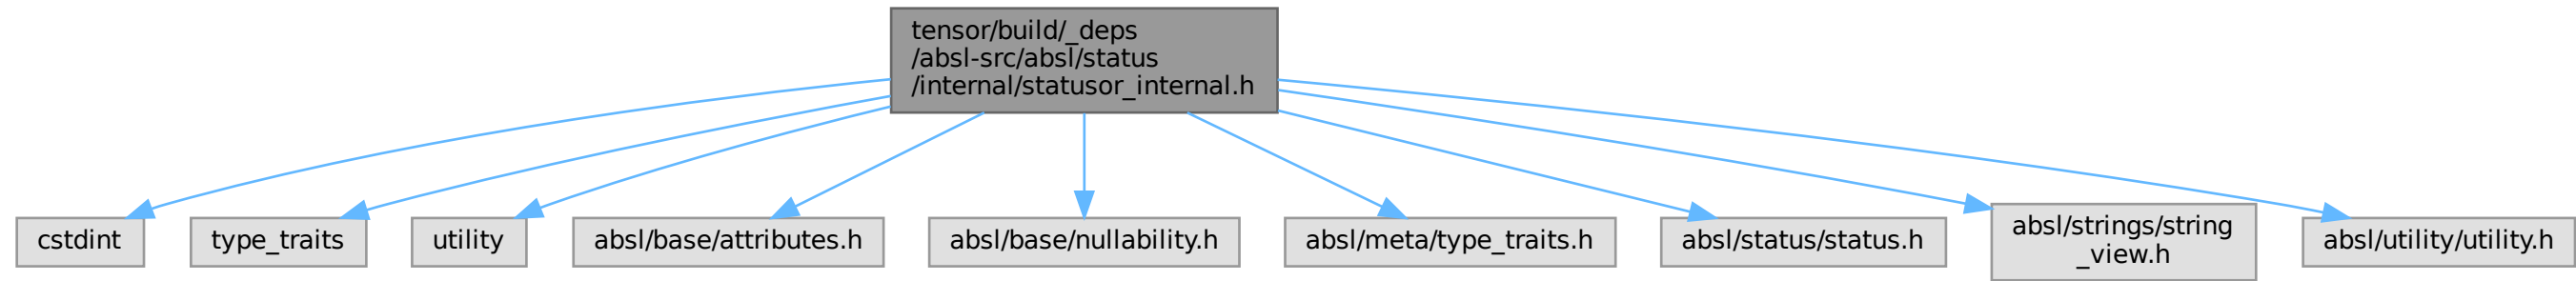 tensor/build/_deps
/absl-src/absl/status
/internal/statusor_internal.h
cstdint
type_traits
utility
absl/base/attributes.h
absl/base/nullability.h
absl/meta/type_traits.h
absl/status/status.h
absl/strings/string
_view.h
absl/utility/utility.h